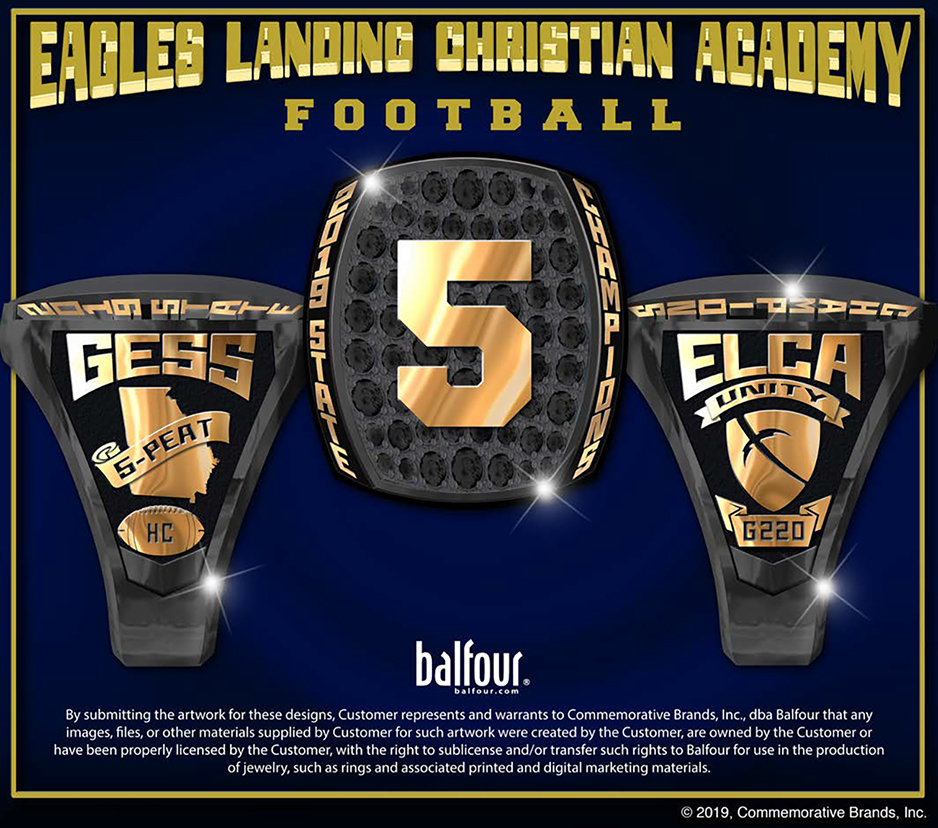 EAGLES LANDING CHRISTIAN ACADEMY
FOOTBALL
2019 STATE
5
CHAMPIONS
2019 STATE
GESS
5-PEAT
HC
CHAMPIONS
ELCA
UNITY
G220
balfour®
balfour.com
By submitting the artwork for these designs, Customer represents and warrants to Commemorative Brands, Inc., dba Balfour that any
images, files, or other materials supplied by Customer for such artwork were created by the Customer, are owned by the Customer or
have been properly licensed by the Customer, with the right to sublicense and/or transfer such rights to Balfour for use in the production
of jewelry, such as rings and associated printed and digital marketing materials.
© 2019, Commemorative Brands, Inc.